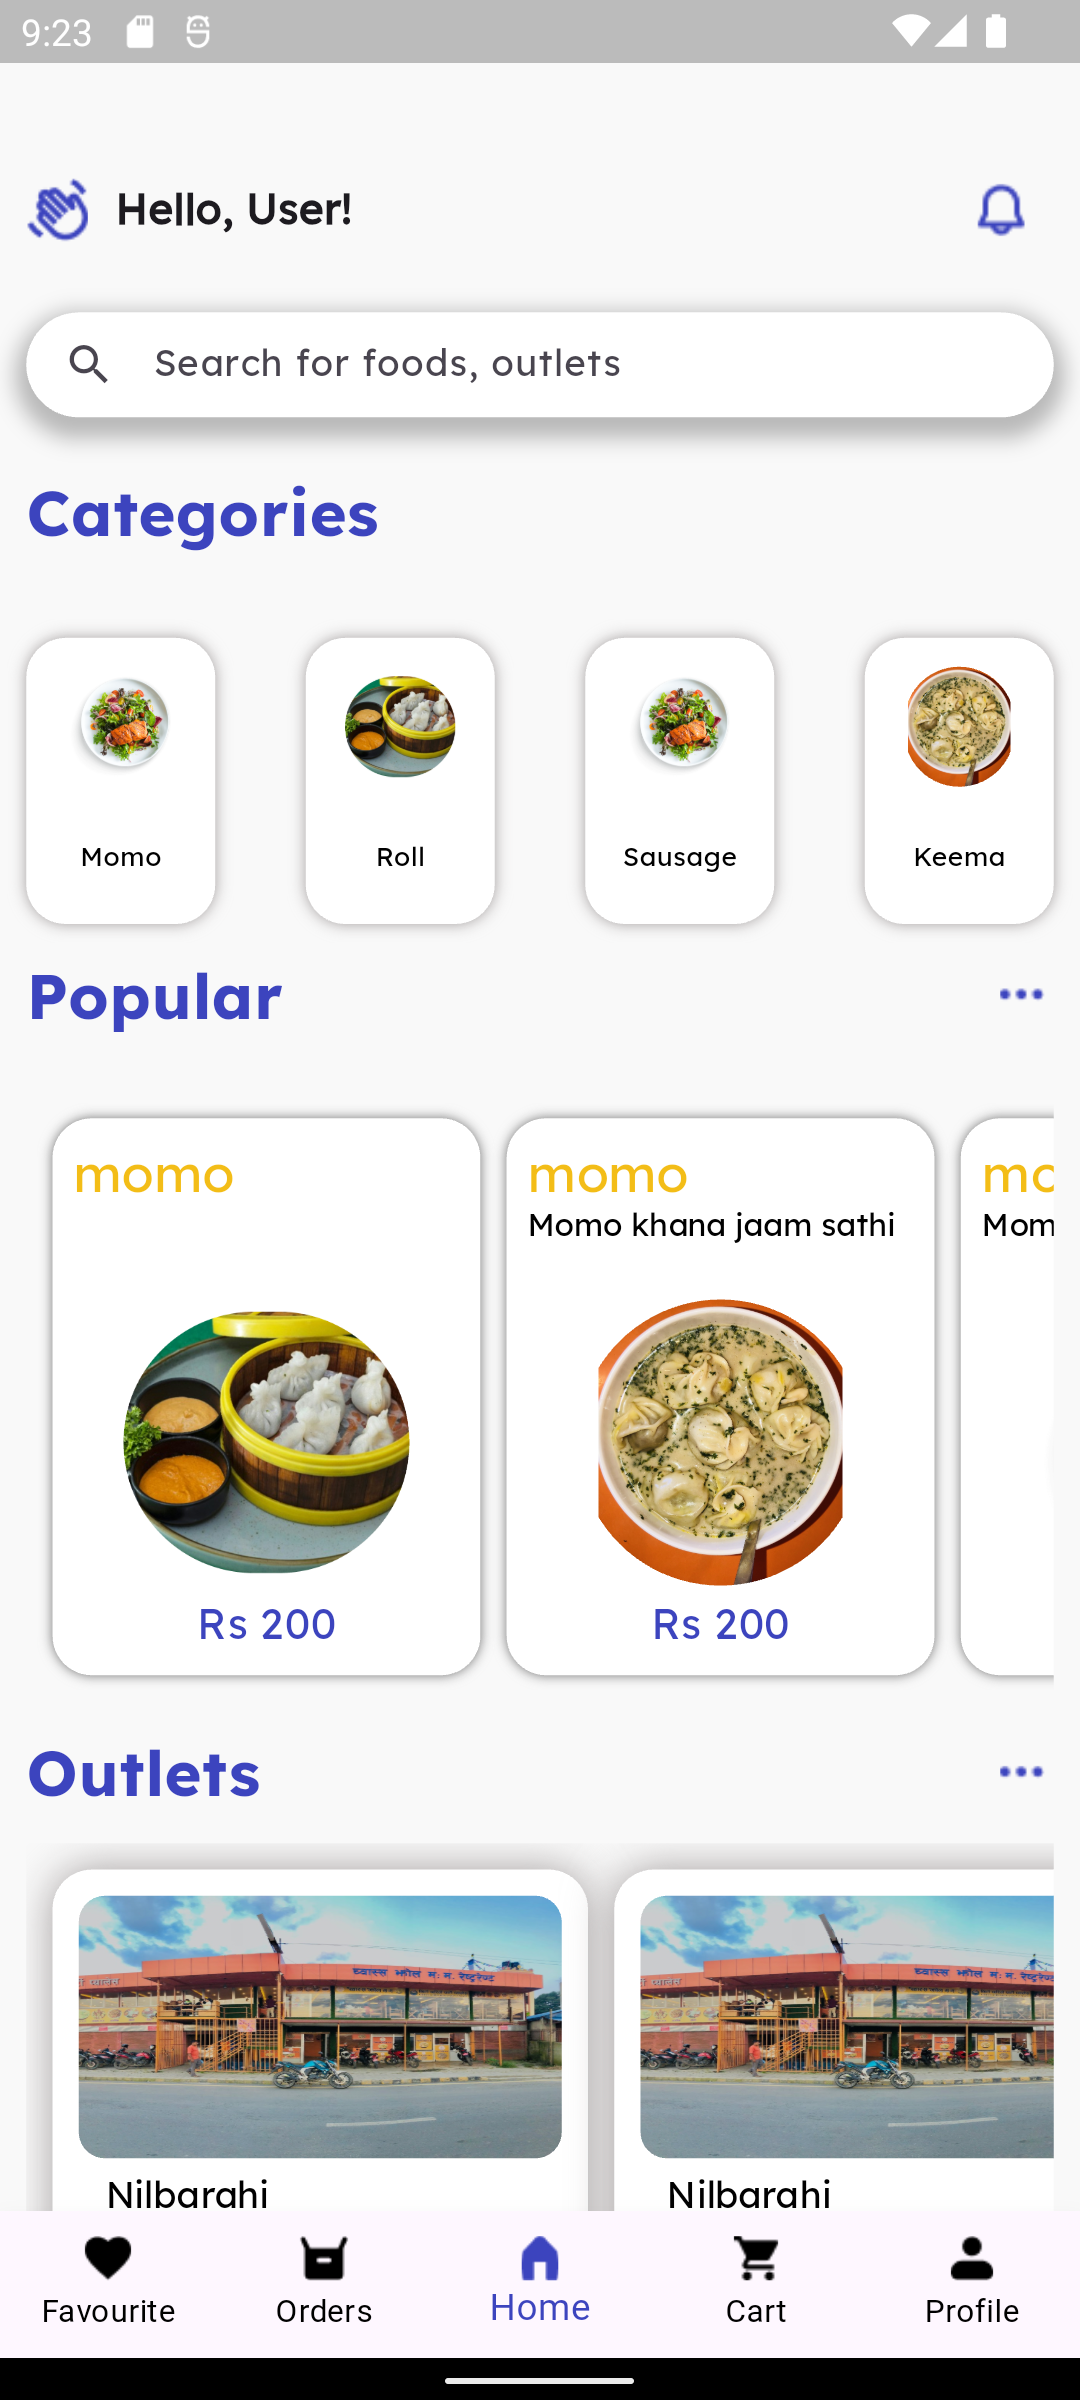 9:23
Hello, User!
Search for foods, outlets
Categories
Momo
Roll
Sausage
Keema
Popular
momo
momo
Momo khana jaam sathi
mo
Mom
Rs 200
Rs 200
Outlets
Nilbarahi
Nilbarahi
Favourite
Orders
Home
Cart
Profile